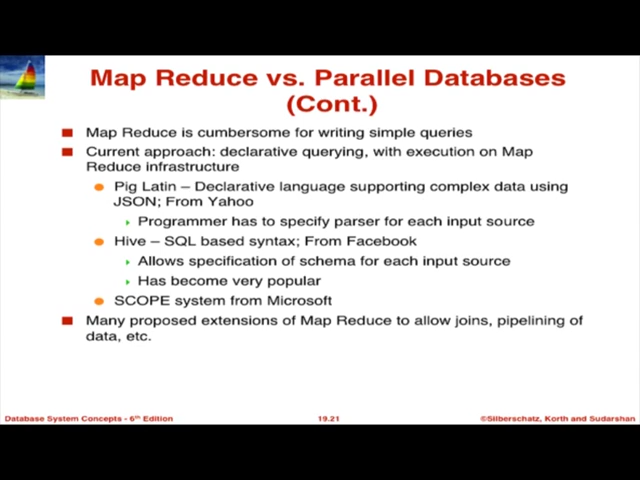 Map Reduce vs. Parallel Databases
(Cont.)
Map Reduce is cumbersome for writing simple queries
Current approach: declarative querying, with execution on Map
Reduce infrastructure
Pig Latin – Declarative language supporting complex data using
JSON; From Yahoo
Programmer has to specify parser for each input source
Hive – SQL based syntax; From Facebook
Allows specification of schema for each input source
Has become very popular
SCOPE system from Microsoft
Many proposed extensions of Map Reduce to allow joins, pipelining of
data, etc.
Database System Concepts - 6th Edition
19.21
©Silberschatz, Korth and Sudarshan